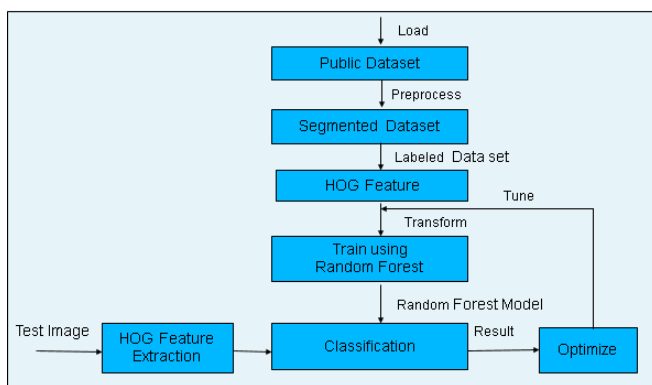 Load
Public Dataset
Preprocess
Segmented Dataset
Labeled Data set
HOG Feature
Tune
Transform
Train using
Random Forest
Random Forest Model
Test Image
HOG Feature
Extraction
Classification
Result
Optimize